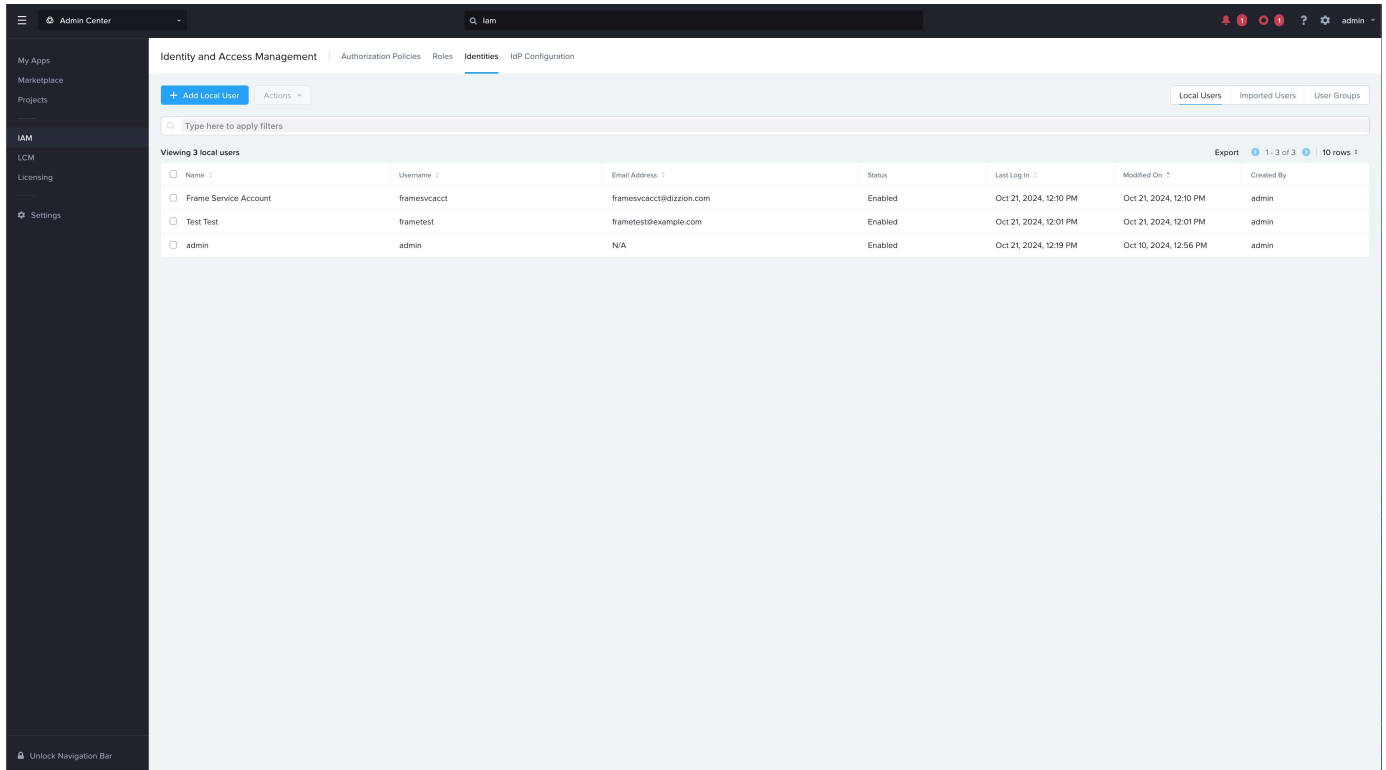 Admin Center
Iam
1 1 ? admin
My Apps
Marketplace
Projects
IAM
LCM
Licensing
Settings
Unlock Navigation Bar
Identity and Access Management Authorization Policies Roles Identities IdP Configuration
+ Add Local User Actions Local Users Imported Users User Groups
Type here to apply filters
Viewing 3 local users Export 1 - 3 of 3 10 rows
Name Username Email Address Status Last Log In Modified On Created By
Frame Service Account framesvcacct framesvcacct@dizzion.com Enabled Oct 21, 2024, 12:10 PM Oct 21, 2024, 12:10 PM admin
Test Test frametest frametest@example.com Enabled Oct 21, 2024, 12:01 PM Oct 21, 2024, 12:01 PM admin
admin admin N/A Enabled Oct 21, 2024, 12:19 PM Oct 10, 2024, 12:56 PM admin